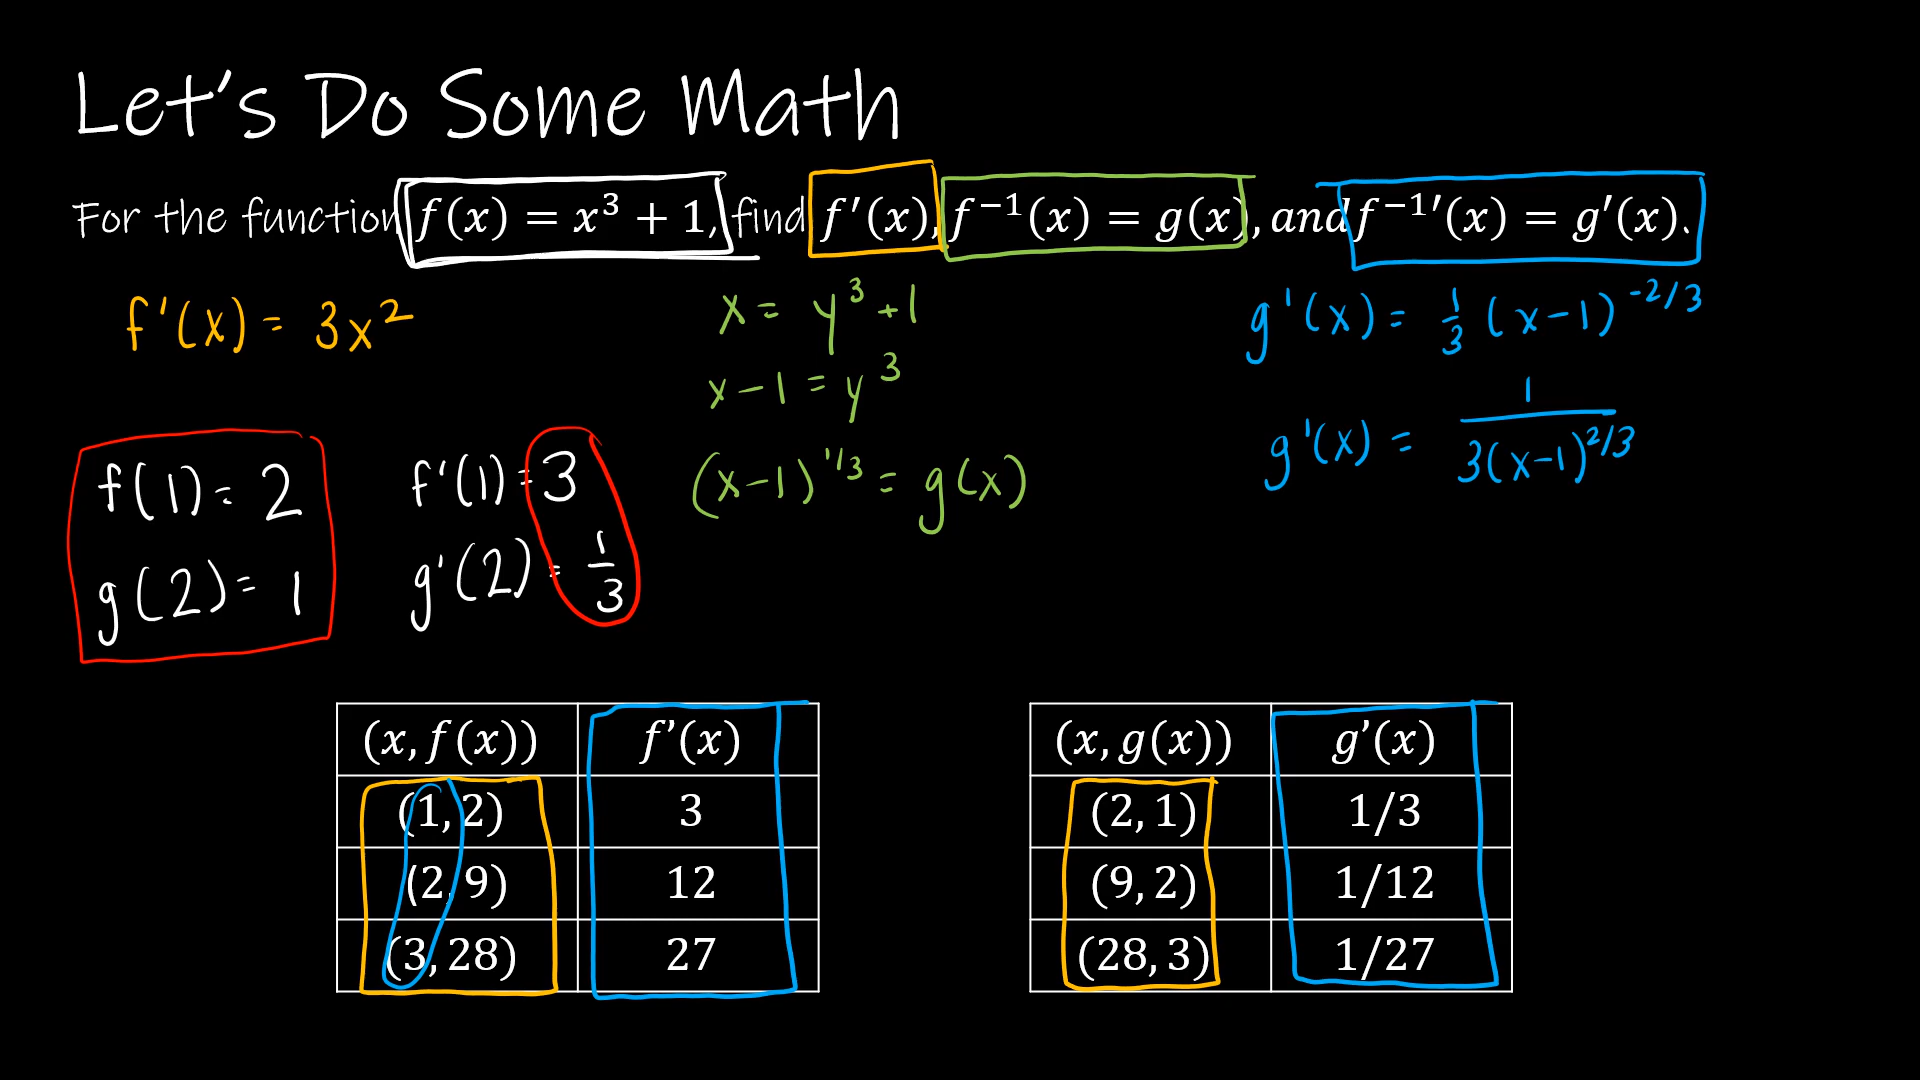 Let's Do Some Math
For the function f(x) = x³ + 1, find f′(x), f⁻¹(x) = g(x), and f⁻¹′(x) = g′(x).
f'(x) = 3x²
x = y³ + 1
x - 1 = y³
(x-1)^1/3 = g(x)
g'(x) = 1/3 (x-1)^-2/3
g'(x) = 1/3(x-1)^2/3
f(1) = 2
g(2) = 1
f'(1) = 3
g'(2) = 1/3
(x, f(x)) f'(x)
(1, 2) 3
(2, 9) 12
(3, 28) 27
(x, g(x)) g'(x)
(2, 1) 1/3
(9, 2) 1/12
(28, 3) 1/27